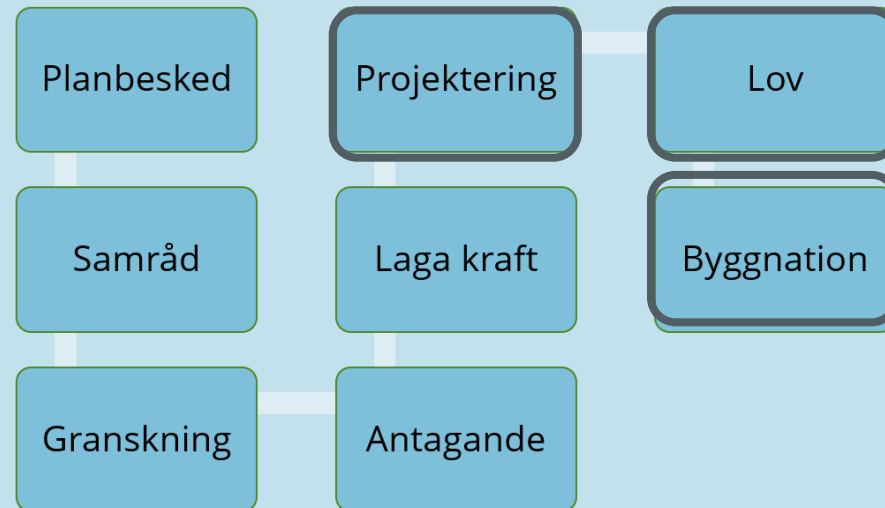 Planbesked
Projektering
Lov
Samråd
Laga kraft
Byggnation
Granskning
Antagande